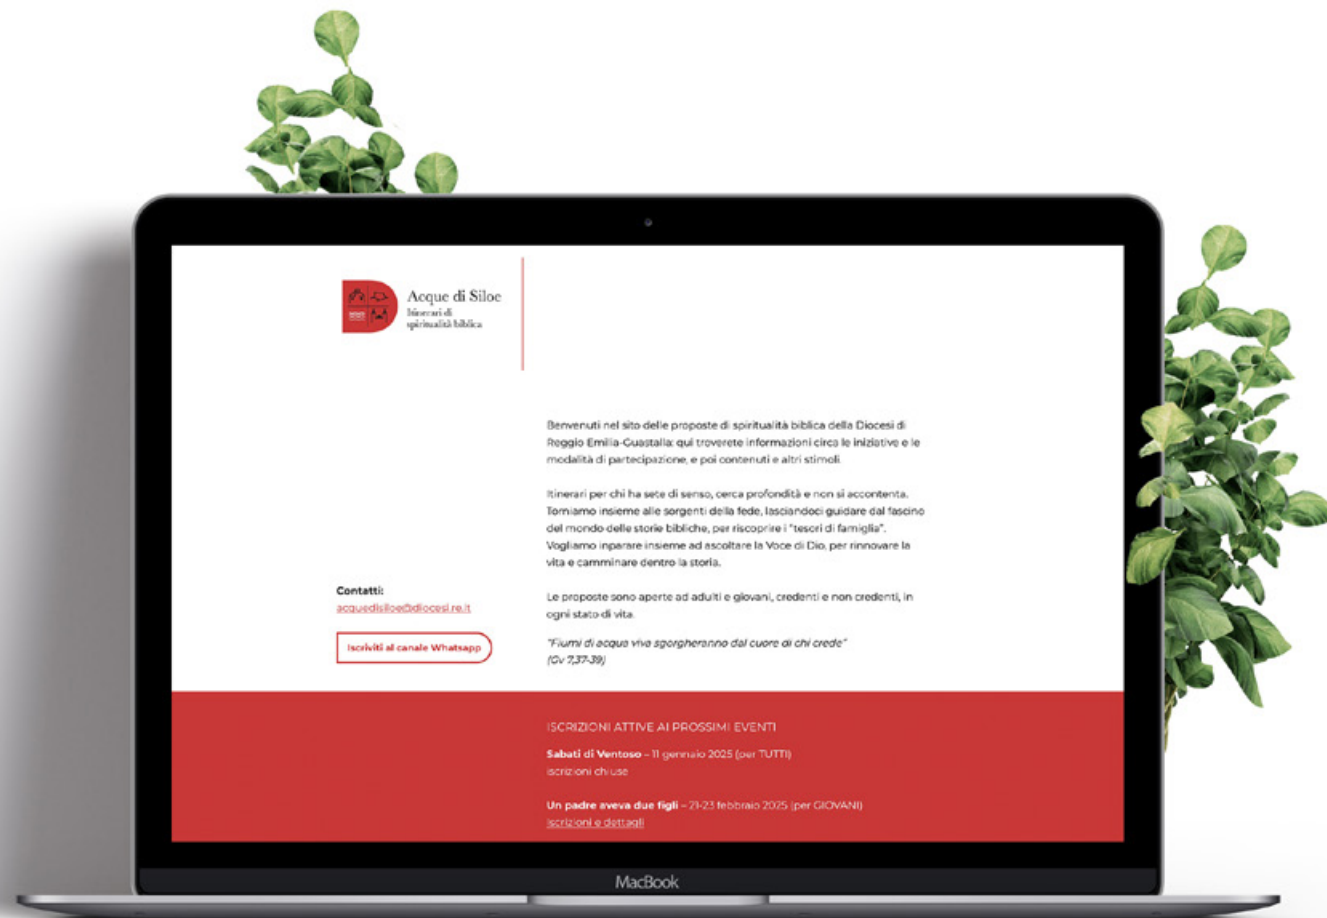 Acque di Siloe
Itinerari di
spiritualità biblica
Benvenuti nel sito delle proposte di spiritualità biblica della Diocesi di
Reggio Emilia-Guastalla: qui troverete informazioni circa le iniziative e le
modalità di partecipazione, e poi contenuti e altri stimoli.
Itinerari per chi ha sete di senso, cerca profondità e non si accontenta.
Torniamo insieme alle sorgenti della fede, lasciandoci guidare dal fascino
del mondo delle storie bibliche, per riscoprire i "tesori di famiglia".
Vogliamo inparare insieme ad ascoltare la Voce di Dio, per rinnovare la
vita e camminare dentro la storia.
Le proposte sono aperte ad adulti e giovani, credenti e non credenti, in
ogni stato di vita.
"Fiumi di acqua viva sgorgheranno dal cuore di chi crede"
(Gv 7,37-39)
Contatti:
acquedisiloe@diocesi.re.it
Iscriviti al canale Whatsapp
ISCRIZIONI ATTIVE AI PROSSIMI EVENTI
Sabati di Ventoso – 11 gennaio 2025 (per TUTTI)
iscrizioni chiuse
Un padre aveva due figli – 21-23 febbraio 2025 (per GIOVANI)
Iscrizioni e dettagli
MacBook